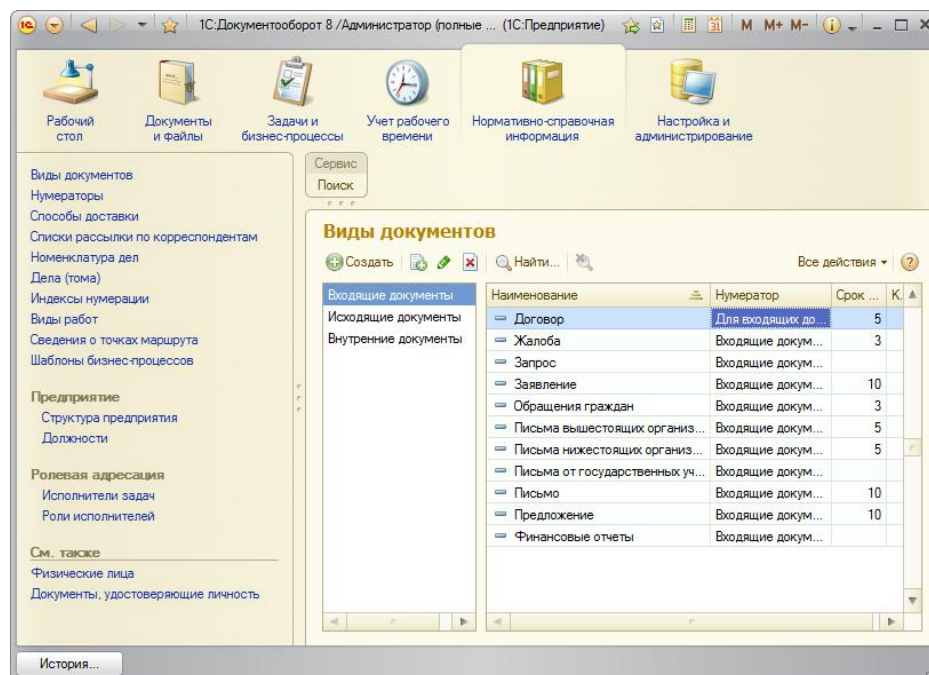 1С:Документооборот 8 /Администратор (полные ... (1С:Предприятие)
M M+ M-
Рабочий
стол
Документы
и файлы
Задачи и
бизнес-процессы
Учет рабочего
времени
Нормативно-справочная
информация
Настройка и
администрирование
Виды документов
Нумераторы
Способы доставки
Списки рассылки по корреспондентам
Номенклатура дел
Дела (тома)
Индексы нумерации
Виды работ
Сведения о точках маршрута
Шаблоны бизнес-процессов
Предприятие
Структура предприятия
Должности
Ролевая адресация
Исполнители задач
Роли исполнителей
См. также
Физические лица
Документы, удостоверяющие личность
Сервис
Поиск
Виды документов
Создать Найти... Все действия
Входящие документы
Исходящие документы
Внутренние документы
Наименование Нумератор Срок ... К.
Договор Для входящих до... 5
Жалоба Входящие докум... 3
Запрос Входящие докум...
Заявление Входящие докум... 10
Обращения граждан Входящие докум... 3
Письма вышестоящих организ... Входящие докум... 5
Письма нижестоящих организ... Входящие докум... 5
Письма от государственных уч... Входящие докум...
Письмо Входящие докум... 10
Предложение Входящие докум... 10
Финансовые отчеты Входящие докум...
История...